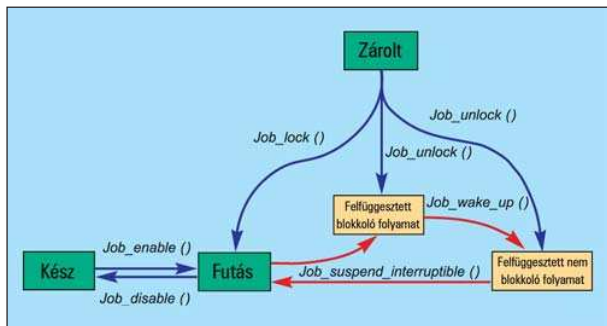 Zárolt
Job_unlock ()
Job_lock ()
Job_unlock ()
Felfüggesztett
blokkoló folyamat
Job_wake_up ()
Job_enable ()
Kész
Futás
Job_suspend_interruptible ()
Felfüggesztett nem
blokkoló folyamat
Job_disable ()